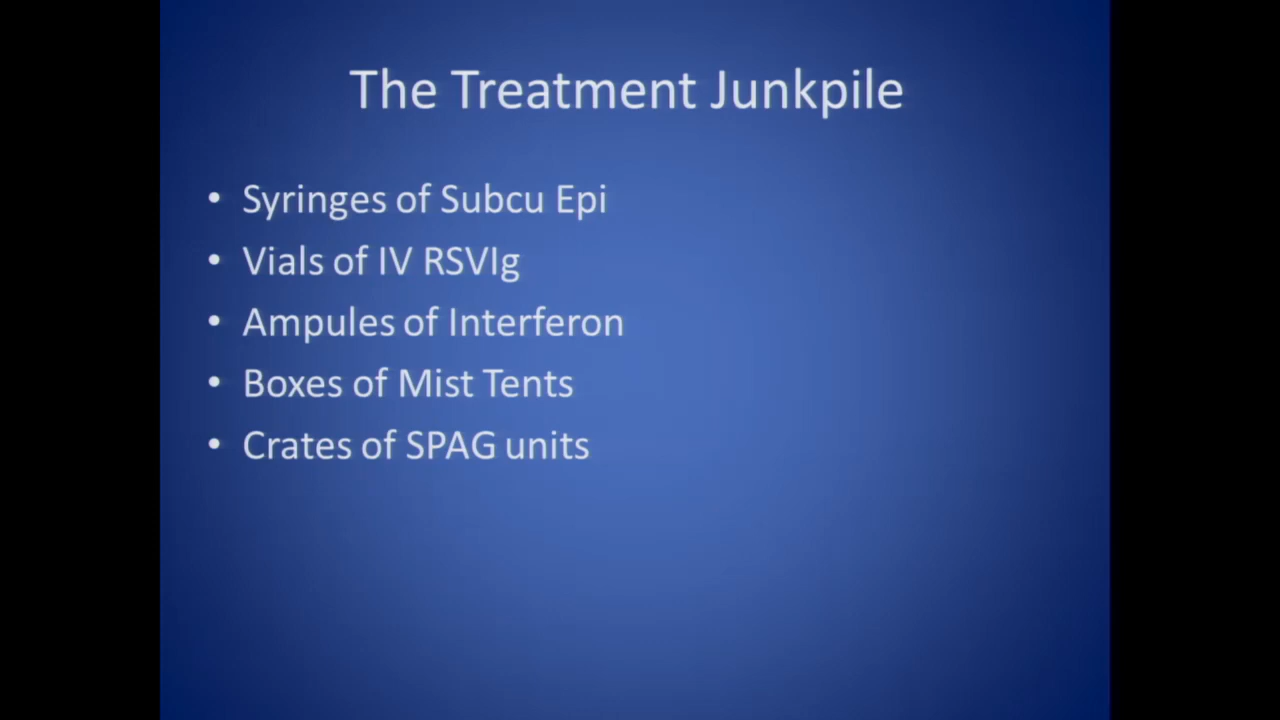 The Treatment Junkpile
• Syringes of Subcu Epi
• Vials of IV RSVIg
• Ampules of Interferon
• Boxes of Mist Tents
• Crates of SPAG units